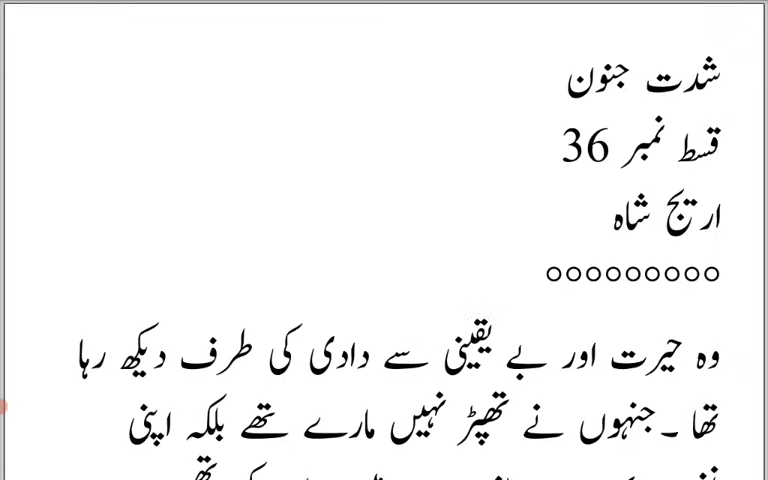 شدت جنون
قسط نمبر 36
اریج شاہ
○○○○○○○○○
وہ حیرت اور بے یقینی سے دادی کی طرف دیکھ رہا
تھا ۔جنہوں نے تھپڑ نہیں مارے تھے بلکہ اپنی